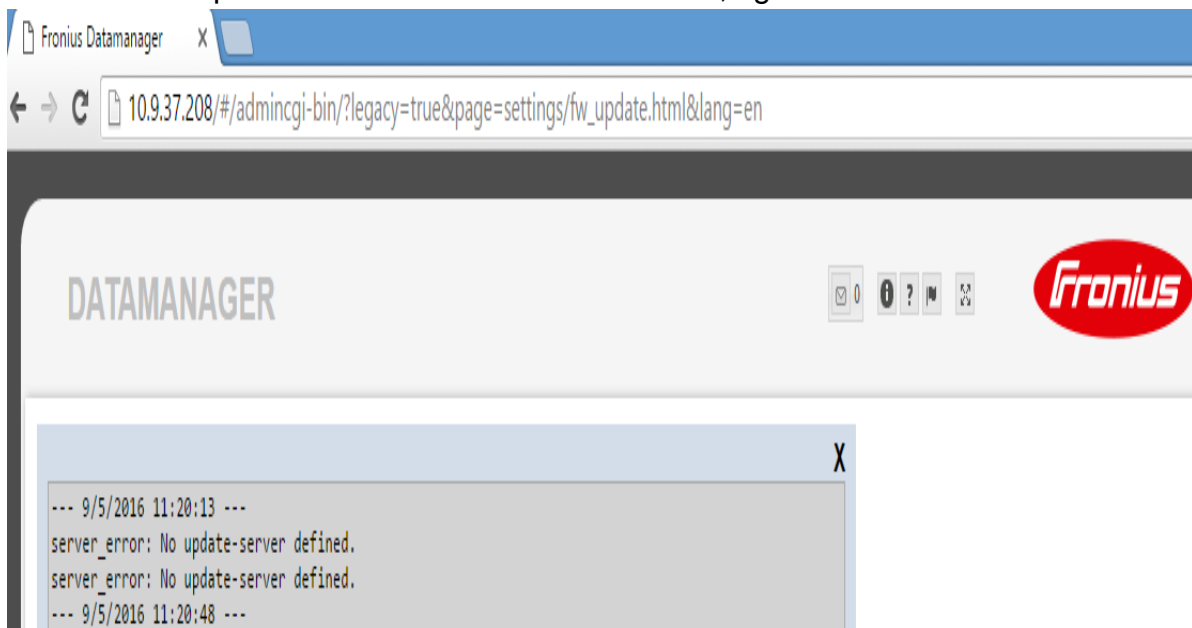 Fronius Datamanager X
10.9.37.208/#/admincgi-bin/?legacy=true&page=settings/fw_update.html&lang=en
DATAMANAGER
0 i ?
Fronius
X
--- 9/5/2016 11:20:13 ---
server_error: No update-server defined.
server_error: No update-server defined.
--- 9/5/2016 11:20:48 ---